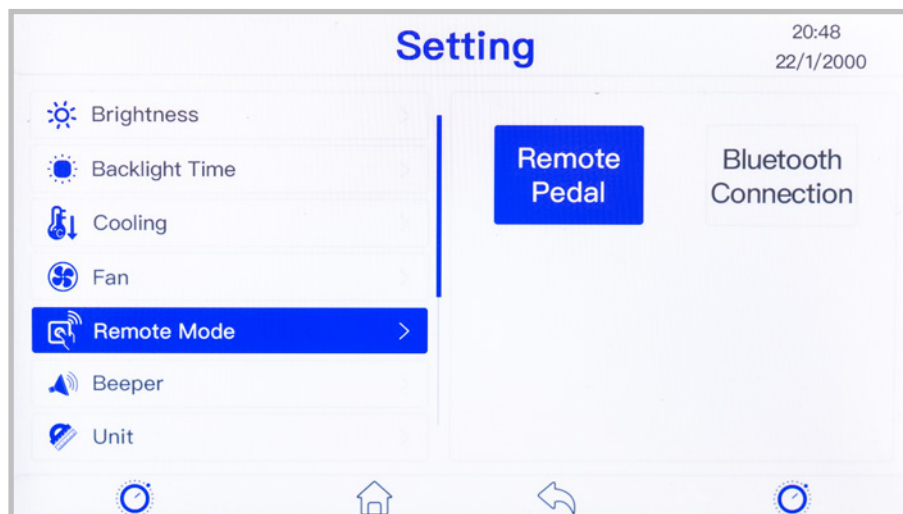 Setting
20:48
22/1/2000
Brightness
Backlight Time
Cooling
Fan
Remote Mode
Beeper
Unit
Remote
Pedal
Bluetooth
Connection